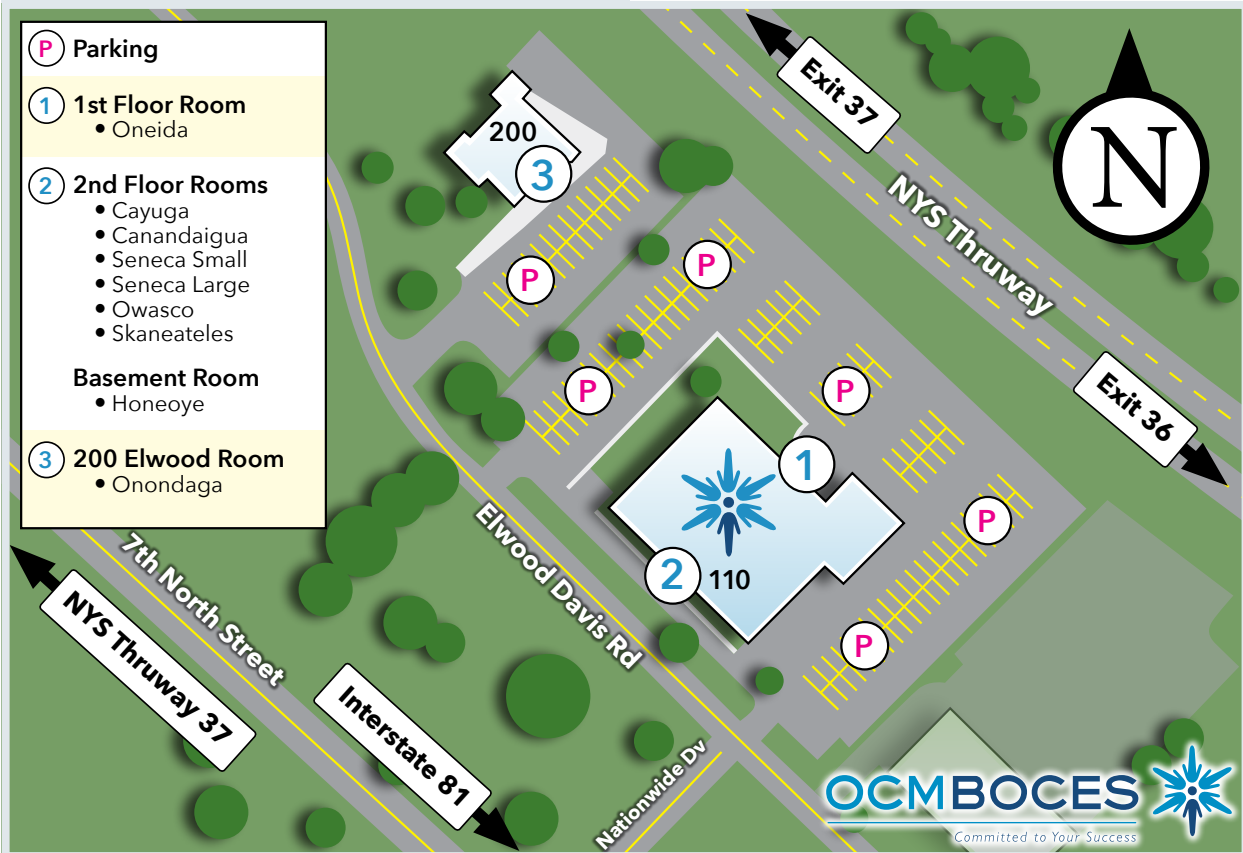 P Parking
1 1st Floor Room
• Oneida
2 2nd Floor Rooms
• Cayuga
• Canandaigua
• Seneca Small
• Seneca Large
• Owasco
• Skaneateles
Basement Room
• Honeoye
3 200 Elwood Room
• Onondaga
200
3
P
P
P
P
P
P
1
2
110
Exit 37
NYS Thruway
Exit 36
N
Elwood Davis Rd
7th North Street
NYS Thruway 37
Interstate 81
Nationwide Dv
OCMBOCES
Committed to Your Success